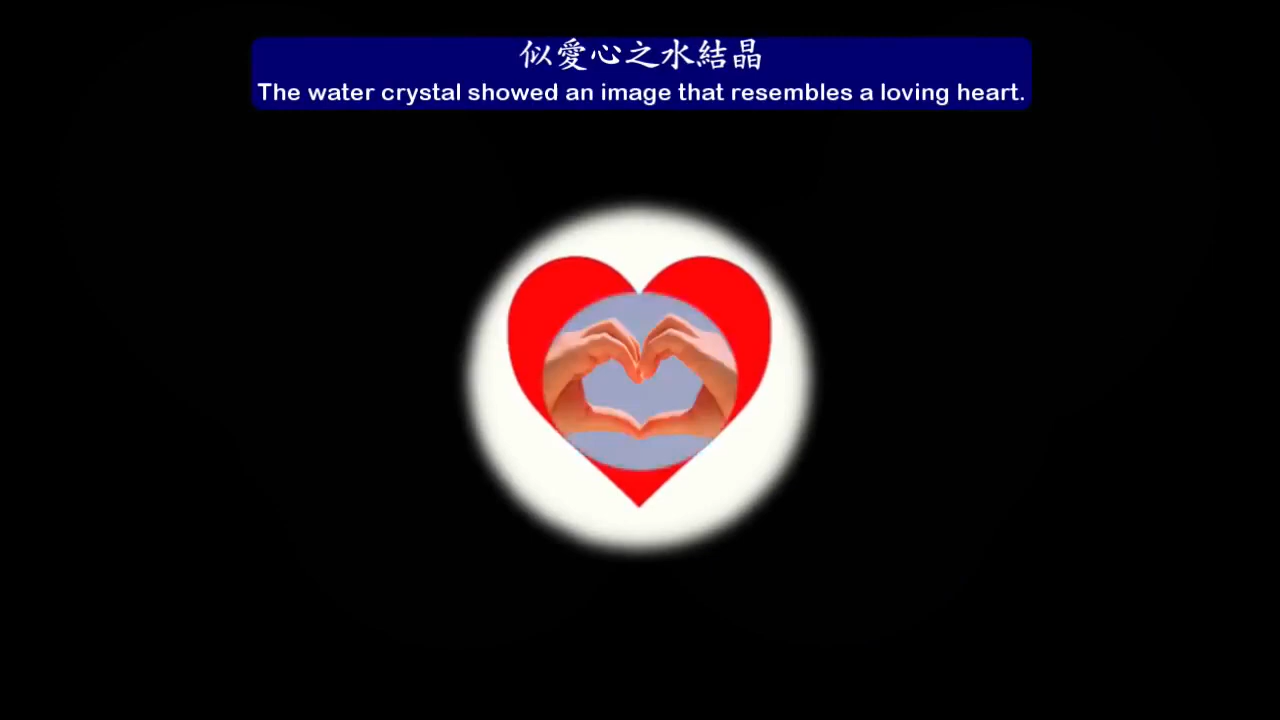 似愛心之水結晶
The water crystal showed an image that resembles a loving heart.